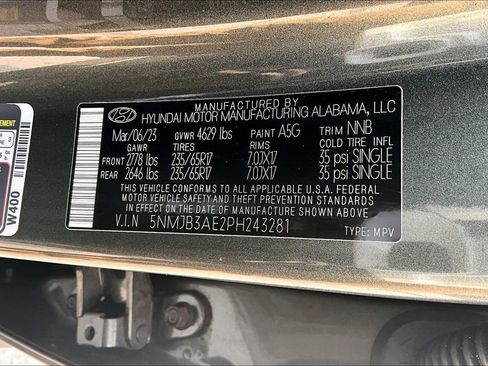 MANUFACTURED BY
HYUNDAI MOTOR MANUFACTURING ALABAMA, LLC
Mar/06/23 GVWR 4629 lbs PAINT A5G TRIM NNB
GAWR TIRES RIMS COLD TIRE INFL
FRONT 2778 lbs 235/65R17 7.0JX17 35 psi SINGLE
REAR 2646 lbs 235/65R17 7.0JX17 35 psi SINGLE
THIS VEHICLE CONFORMS TO ALL APPLICABLE U.S.A. FEDERAL
MOTOR VEHICLE SAFETY AND THEFT PREVENTION STANDARDS
IN EFFECT ON THE DATE OF MANUFACTURE SHOWN ABOVE.
V.I.N 5NMJB3AE2PH243281 TYPE: MPV
W400